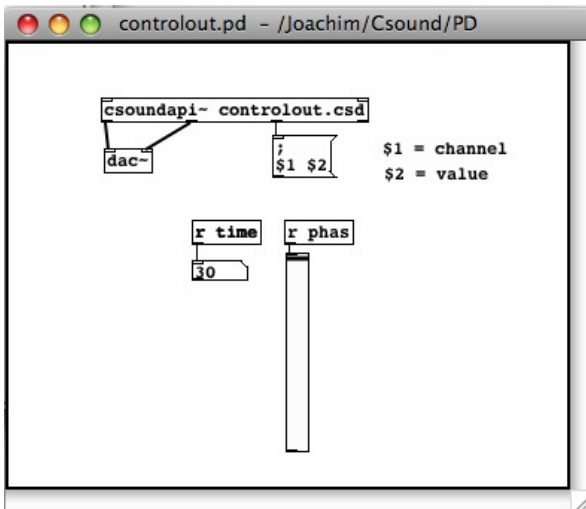 controlout.pd - /Joachim/Csound/PD
csoundapi~ controlout.csd
dac~
;
$1 $2
$1 = channel
$2 = value
r time
r phas
30